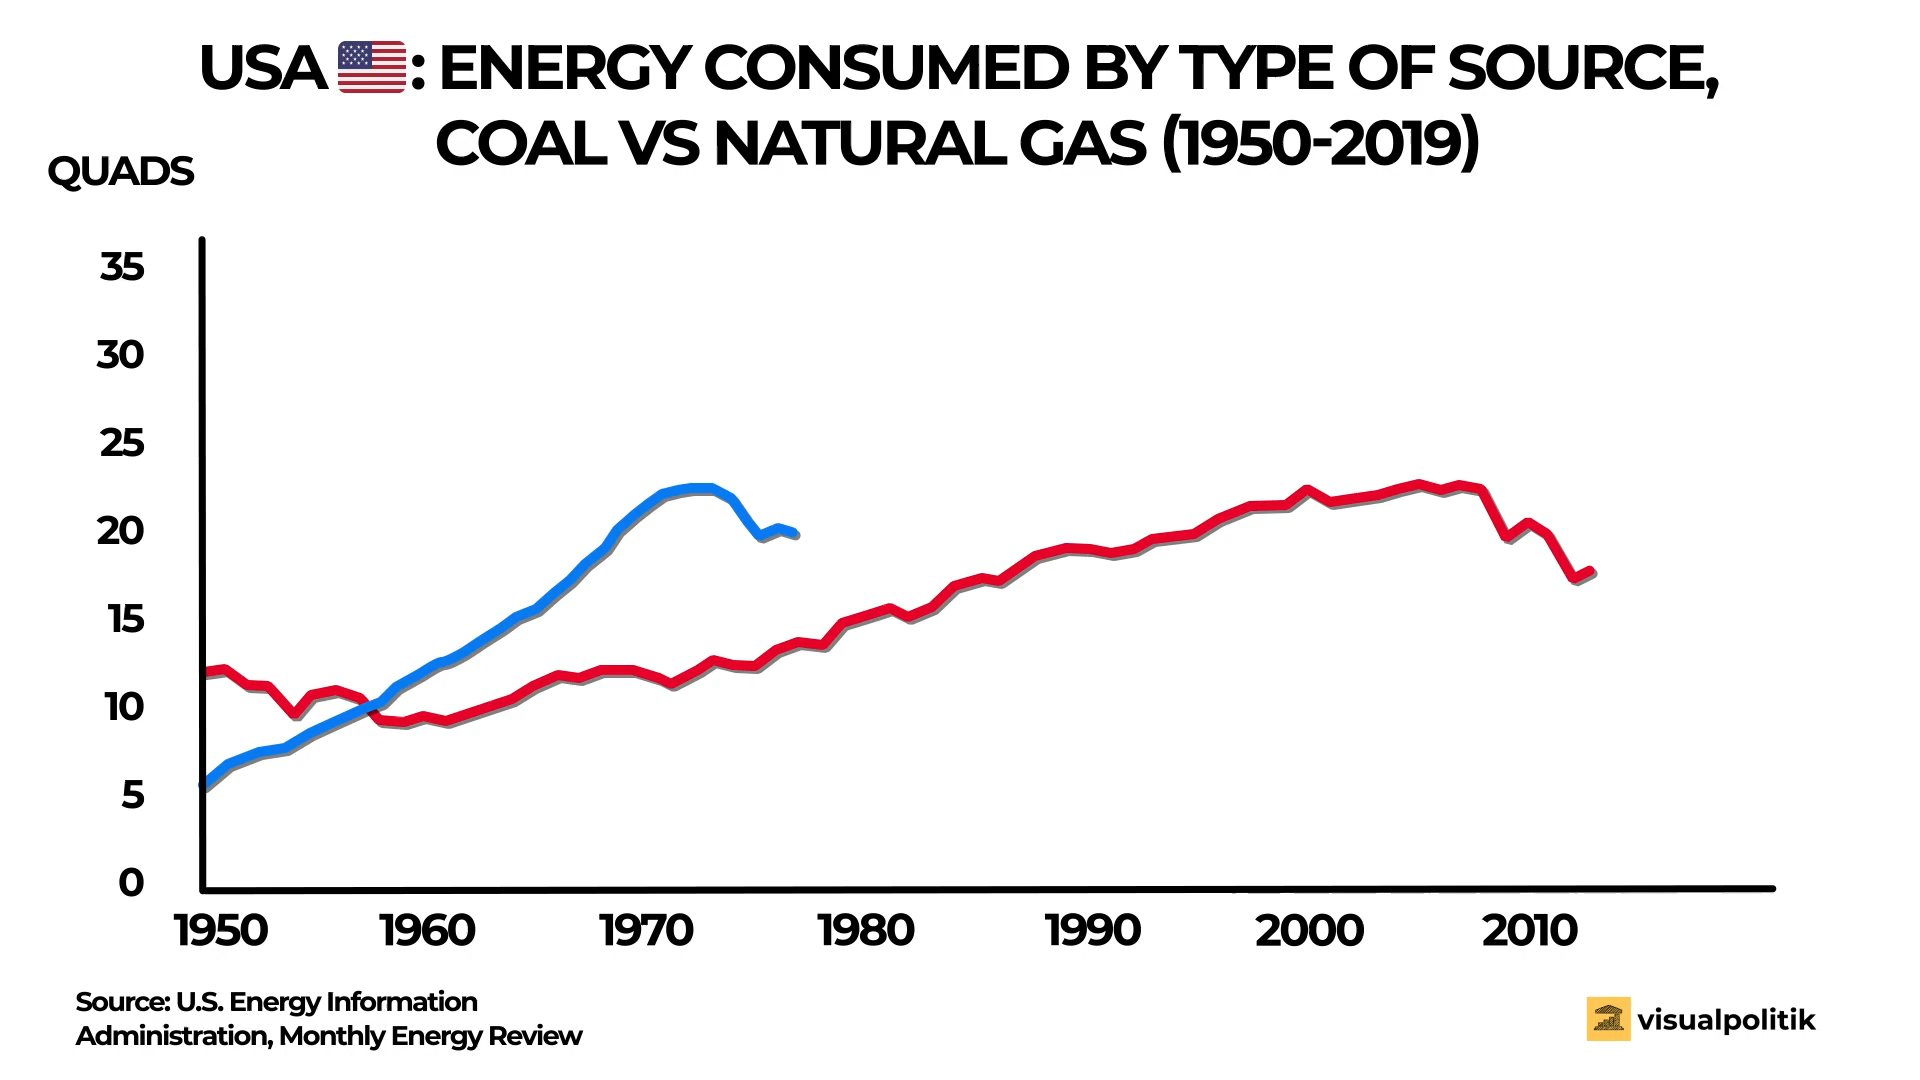 USA : ENERGY CONSUMED BY TYPE OF SOURCE,
COAL VS NATURAL GAS (1950-2019)
QUADS
35
30
25
20
15
10
5
0
1950 1960 1970 1980 1990 2000 2010
Source: U.S. Energy Information
Administration, Monthly Energy Review
visualpolitik